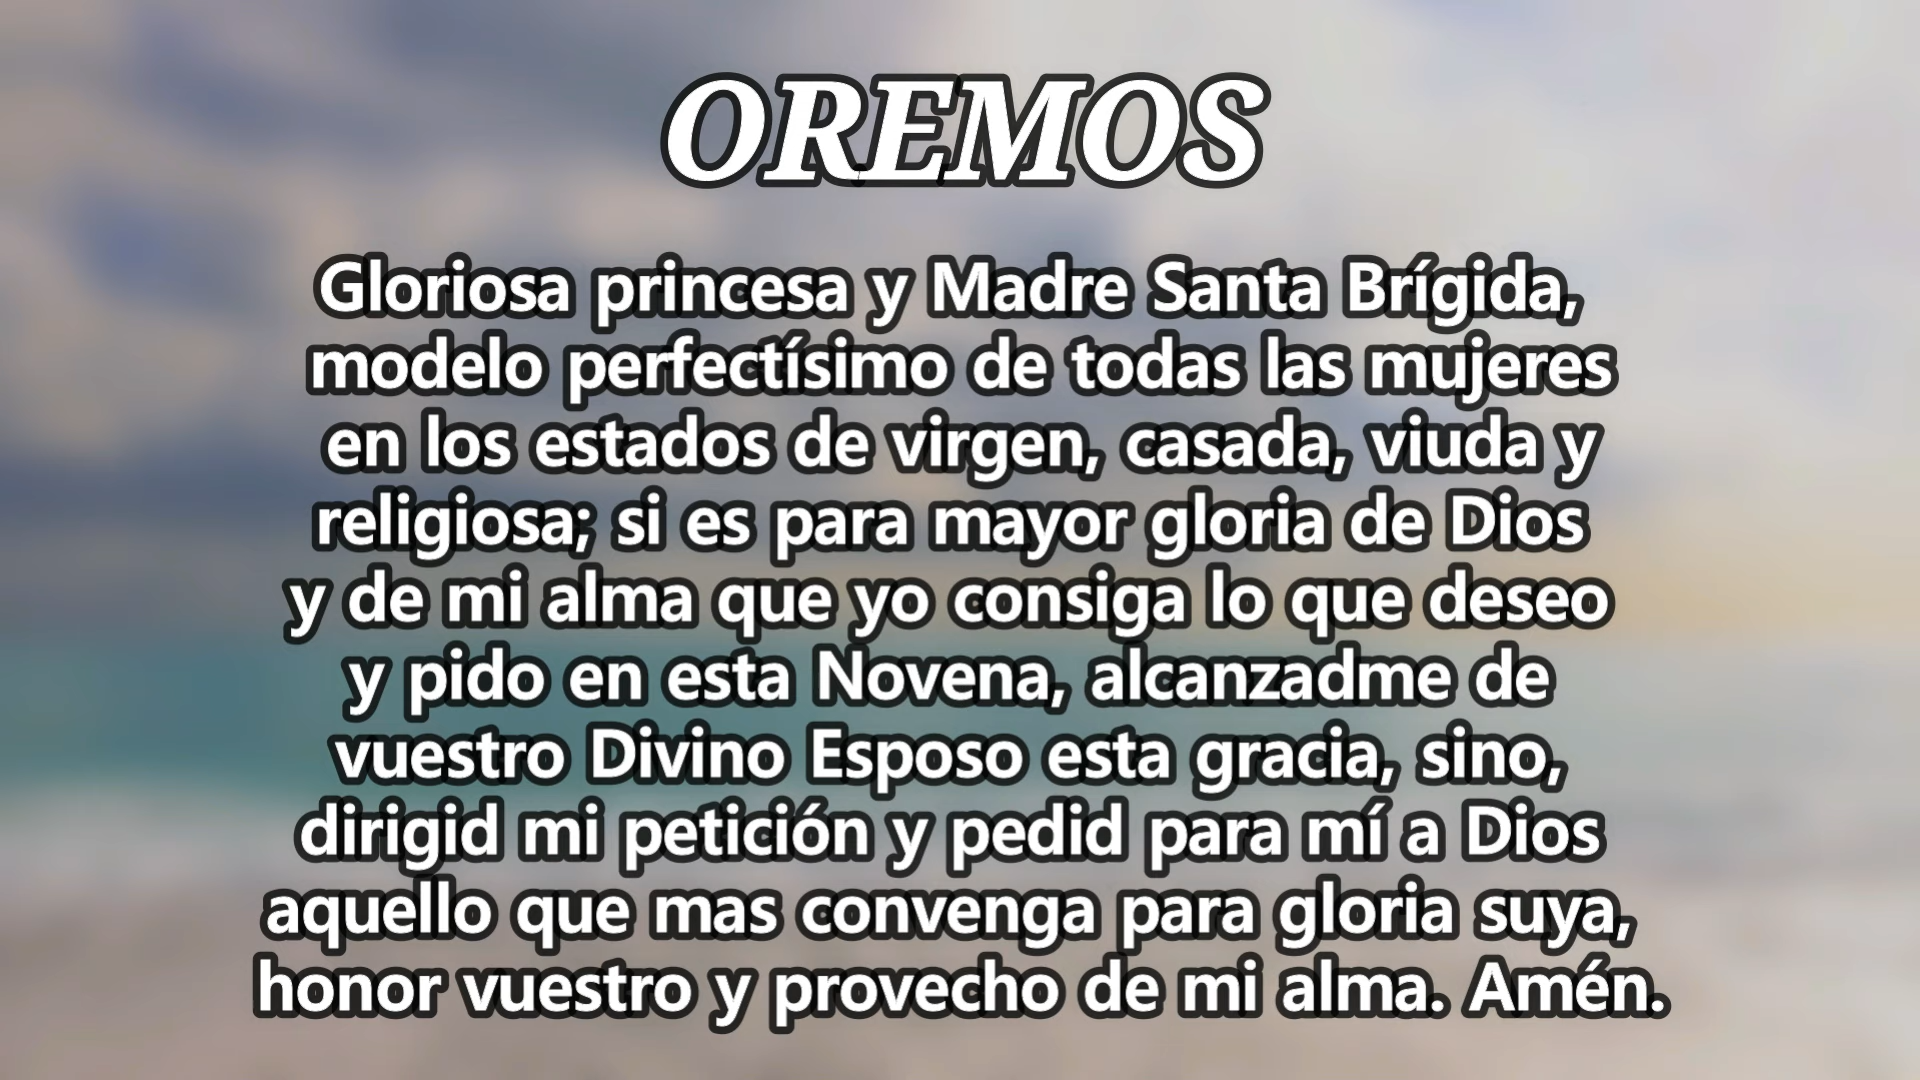 OREMOS
Gloriosa princesa y Madre Santa Brígida,
modelo perfectísimo de todas las mujeres
en los estados de virgen, casada, viuda y
religiosa; si es para mayor gloria de Dios
y de mi alma que yo consiga lo que deseo
y pido en esta Novena, alcanzadme de
vuestro Divino Esposo esta gracia, sino,
dirigid mi petición y pedid para mí a Dios
aquello que mas convenga para gloria suya,
honor vuestro y provecho de mi alma. Amén.